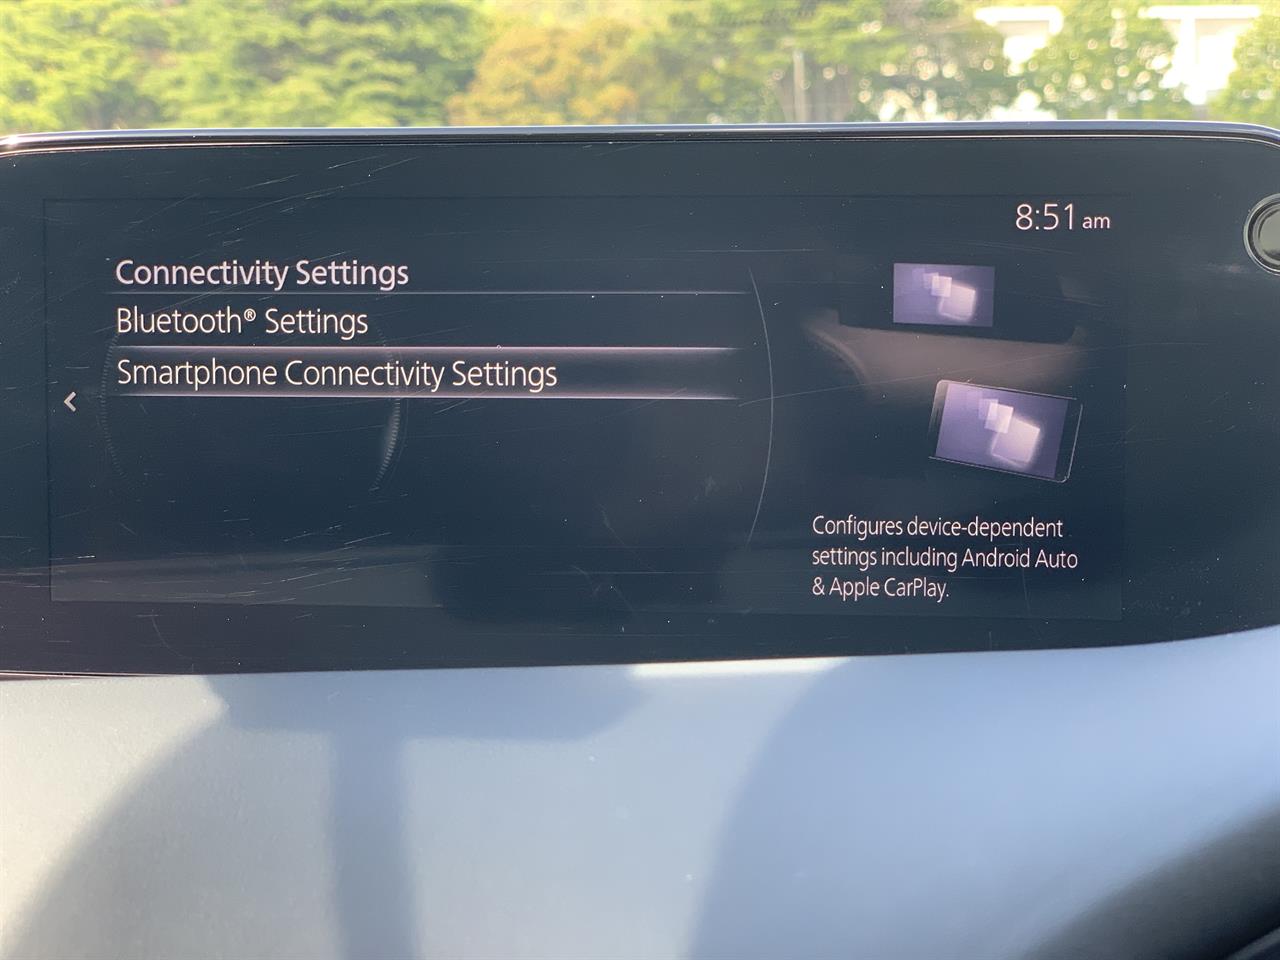 8:51 am
Connectivity Settings
Bluetooth® Settings
Smartphone Connectivity Settings
Configures device-dependent
settings including Android Auto
& Apple CarPlay.